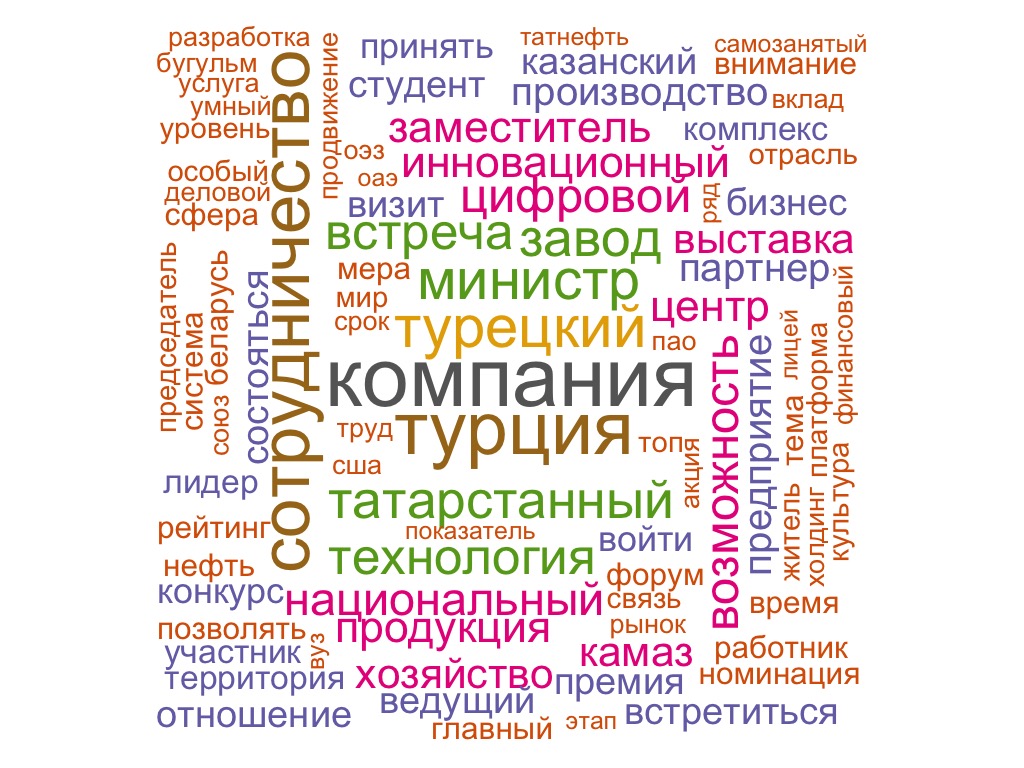 разработка
принять
татнефть
самозанятый
бугульм
казанский
внимание
услуга
студент
производство
вклад
умный
уровень
продвижение
заместитель
комплекс
оэз
инновационный
отрасль
особый
оаэ
деловой
визит
цифровой
ряд
бизнес
сфера
встреча
завод
выставка
сотрудничество
мера
министр
партнер
мир
центр
срок
турецкий
пао
председатель
система
союз
беларусь
состояться
компания
возможность
предприятие
лицей
платформа
финансовый
труд
турция
топ
тема
сша
акция
лидер
татарстанный
житель
холдинг
культура
рейтинг
показатель
войти
нефть
технология
форум
конкурс
национальный
связь
время
позволять
продукция
рынок
участник
вуз
камаз
работник
территория
хозяйство
премия
номинация
отношение
ведущий
встретиться
главный
этап